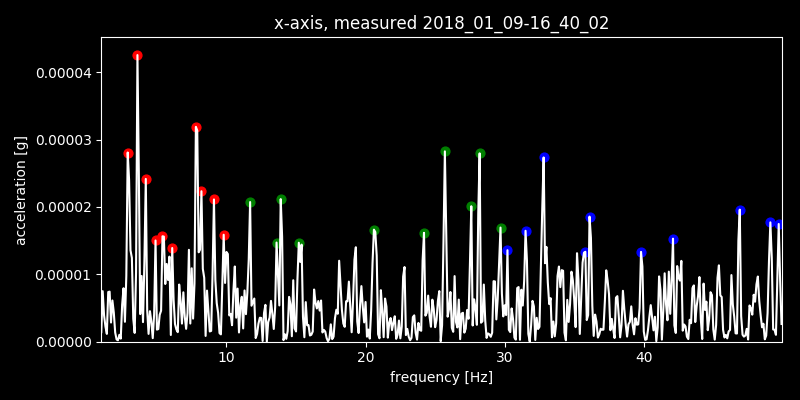 x-axis, measured 2018_01_09-16_40_02
acceleration [g]
0.00004
0.00003
0.00002
0.00001
0.00000
10 20 30 40
frequency [Hz]